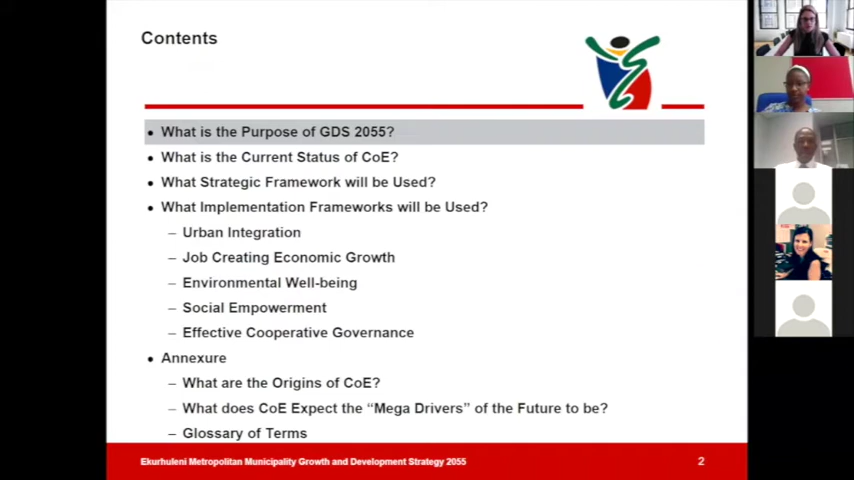 Contents
• What is the Purpose of GDS 2055?
• What is the Current Status of CoE?
• What Strategic Framework will be Used?
• What Implementation Frameworks will be Used?
– Urban Integration
– Job Creating Economic Growth
– Environmental Well-being
– Social Empowerment
– Effective Cooperative Governance
• Annexure
– What are the Origins of CoE?
– What does CoE Expect the “Mega Drivers” of the Future to be?
– Glossary of Terms
Ekurhuleni Metropolitan Municipality Growth and Development Strategy 2055 2